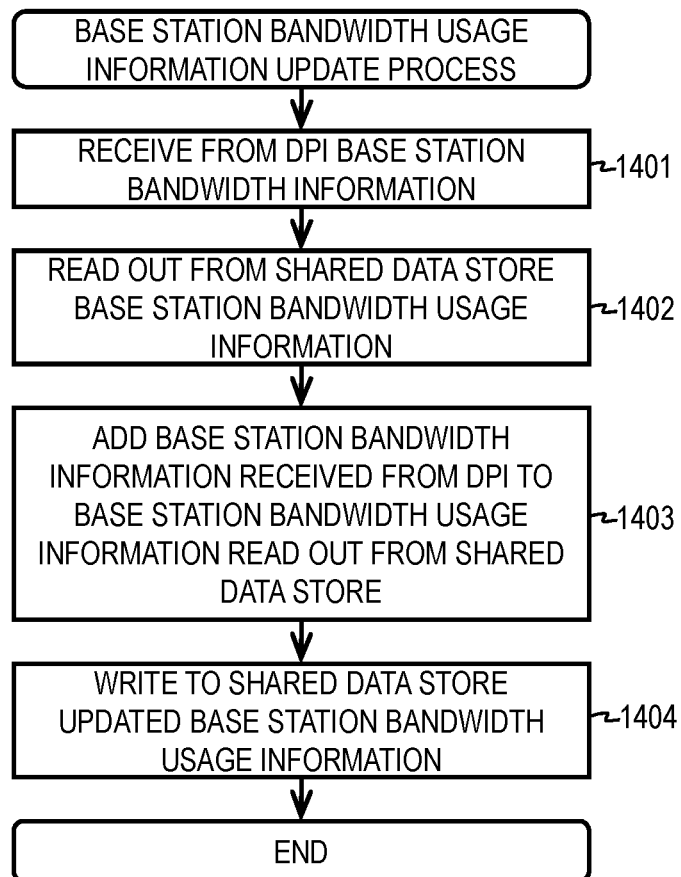 BASE STATION BANDWIDTH USAGE
INFORMATION UPDATE PROCESS
RECEIVE FROM DPI BASE STATION
BANDWIDTH INFORMATION
1401
READ OUT FROM SHARED DATA STORE
BASE STATION BANDWIDTH USAGE
INFORMATION
1402
ADD BASE STATION BANDWIDTH
INFORMATION RECEIVED FROM DPI TO
BASE STATION BANDWIDTH USAGE
INFORMATION READ OUT FROM SHARED
DATA STORE
1403
WRITE TO SHARED DATA STORE
UPDATED BASE STATION BANDWIDTH
USAGE INFORMATION
1404
END